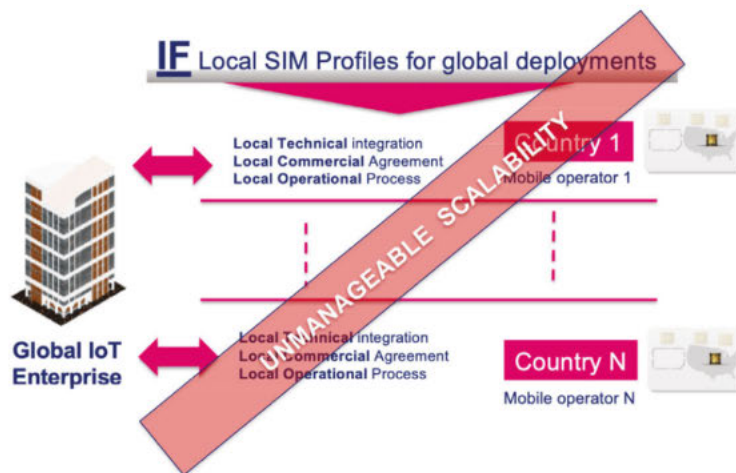 IF Local SIM Profiles for global deployments
Local Technical integration
Local Commercial Agreement
Local Operational Process
Country 1
Mobile operator 1
UNMANAGEABLE SCALABILITY
Global IoT
Enterprise
Local Technical integration
Local Commercial Agreement
Local Operational Process
Country N
Mobile operator N